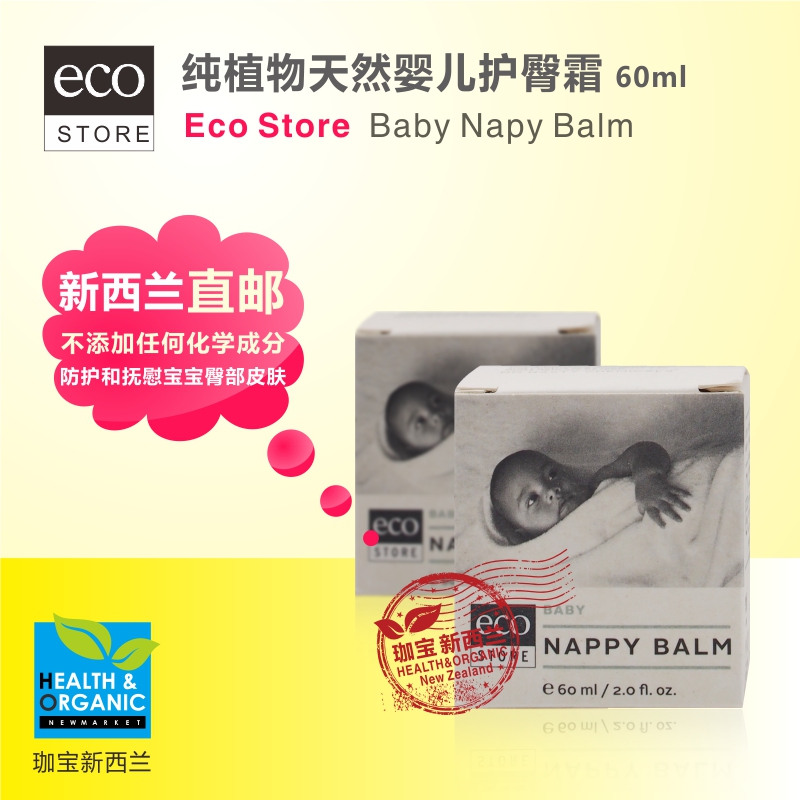 eco
STORE
纯植物天然婴儿护臀霜 60ml
Eco Store Baby Napy Balm
新西兰直邮
不添加任何化学成分
防护和抚慰宝宝臀部皮肤
eco
STORE
BABY
NA
eco
STORE
BABY
NAPPY BALM
e 60 ml / 2.0 fl. oz.
珈宝新西兰
HEALTH&ORGANIC
New Zealand
HEALTH &
ORGANIC
NEWMARKET
珈宝新西兰